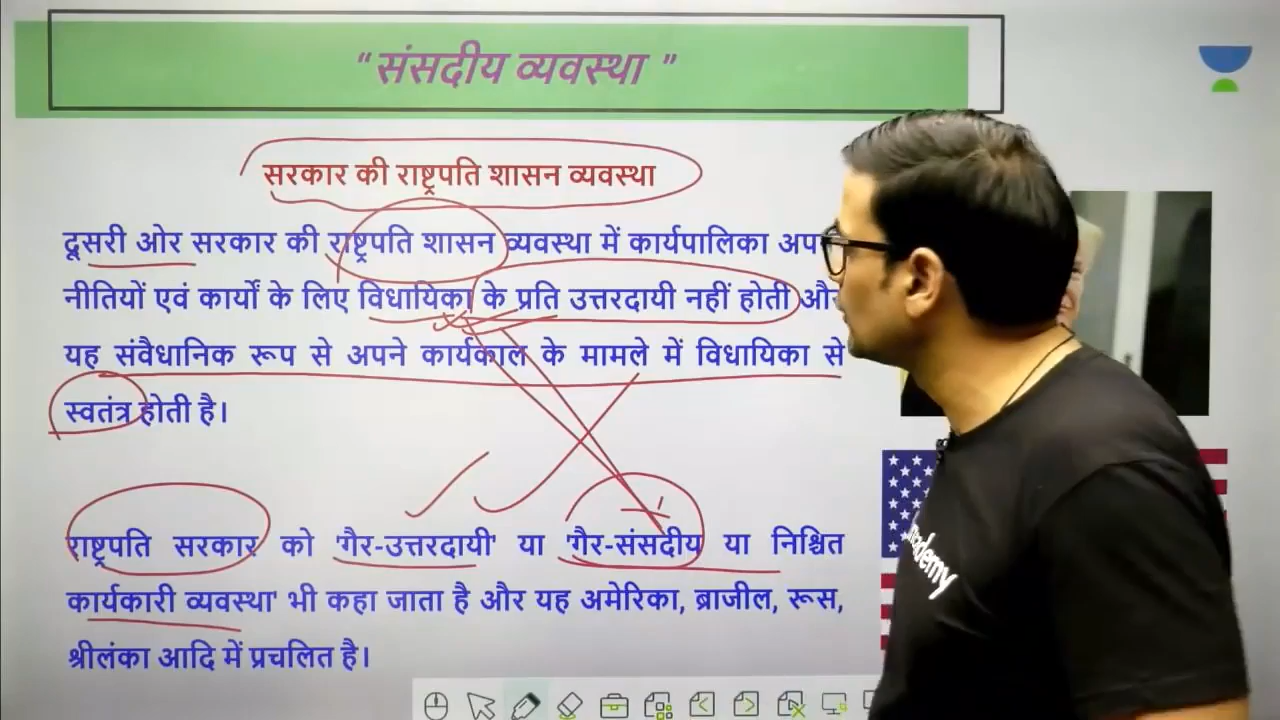 “संसदीय व्यवस्था ”
सरकार की राष्ट्रपति शासन व्यवस्था
दूसरी ओर सरकार की राष्ट्रपति शासन व्यवस्था में कार्यपालिका
नीतियों एवं कार्यों के लिए विधायिका के प्रति उत्तरदायी नहीं होती और
यह संवैधानिक रूप से अपने कार्यकाल के मामले में विधायिका से
स्वतंत्र होती है।
राष्ट्रपति सरकार को 'गैर-उत्तरदायी' या 'गैर-संसदीय या निश्चित
कार्यकारी व्यवस्था' भी कहा जाता है और यह अमेरिका, ब्राजील, रूस,
श्रीलंका आदि में प्रचलित है।